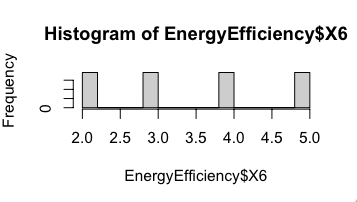 Histogram of EnergyEfficiency$X6
Frequency
0
2.0 2.5 3.0 3.5 4.0 4.5 5.0
EnergyEfficiency$X6